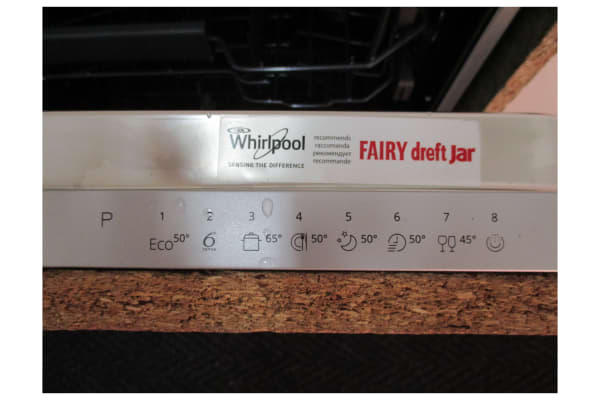 Whirlpool
SENSING THE DIFFERENCE
recommends
raccomanda
рекомендует
recommande
FAIRY dreft Jar
P 1 2 3 4 5 6 7 8
Eco50° 6 65° 50° 50° 50° 45°